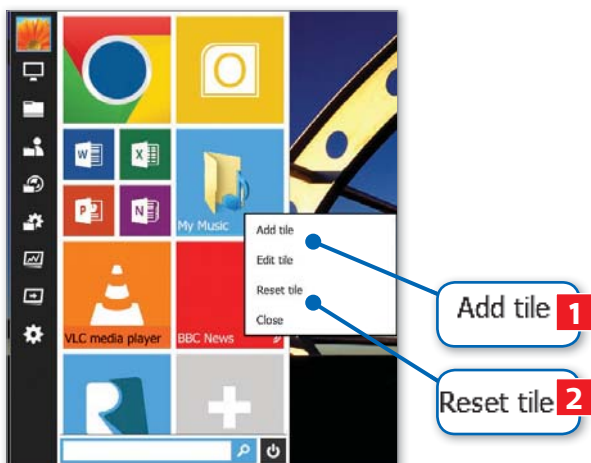 O
W
X
P
N
My Music
Add tile
Edit tile
Reset tile
Close
VLC media player
BBC News
Add tile 1
Reset tile 2